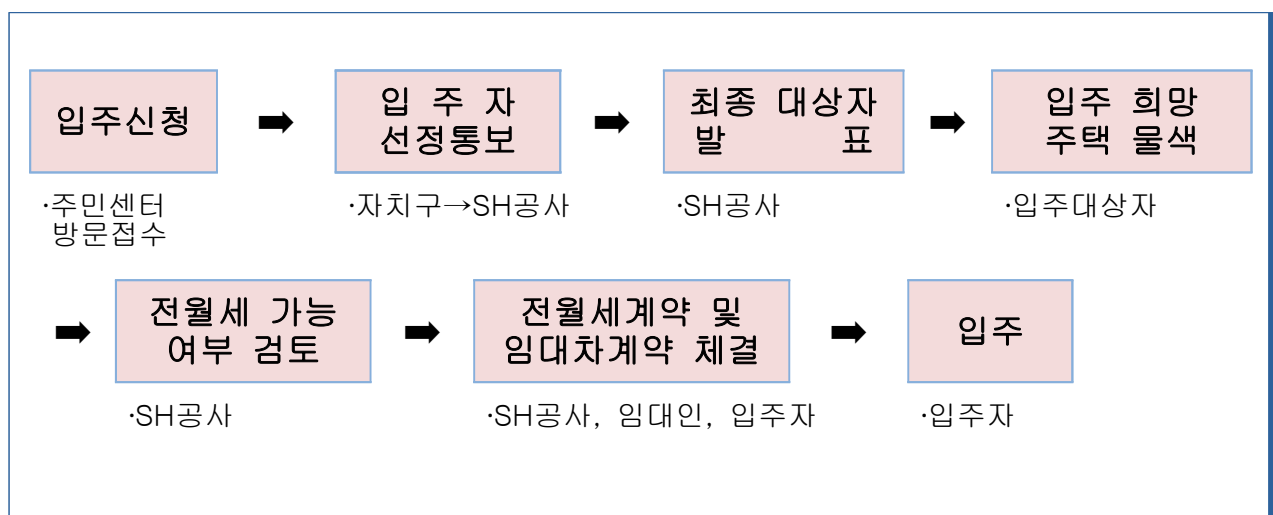 입주신청
➡
입 주 자
선정통보
➡
최종 대상자
발 표
➡
입주 희망
주택 물색
·주민센터
방문접수
·자치구→SH공사
·SH공사
·입주대상자
➡
전월세 가능
여부 검토
➡
전월세계약 및
임대차계약 체결
➡
입주
·SH공사
·SH공사, 임대인, 입주자
·입주자